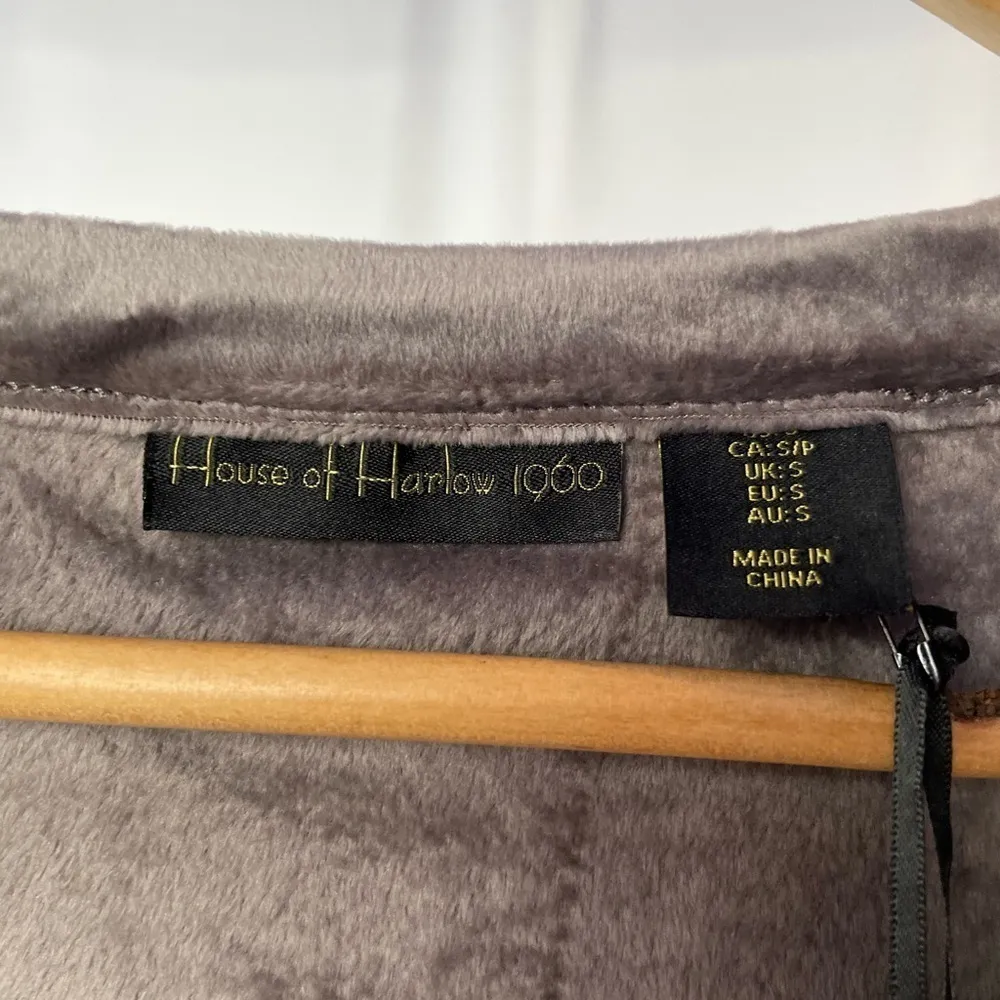 House of Harlow 1960
CA: S/P
UK: S
EU: S
AU: S
MADE IN
CHINA